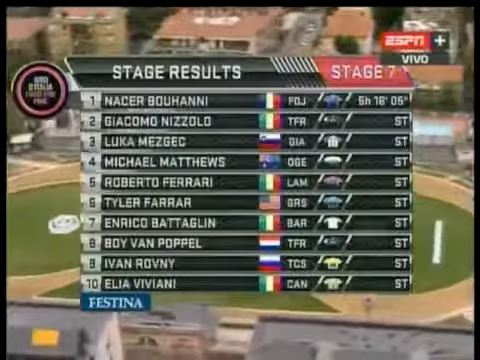 ESPN+
VIVO
GIRO D'ITALIA
STAGE RESULTS STAGE 7
1 NACER BOUHANNI FDJ 5h 16' 05"
2 GIACOMO NIZZOLO TFR ST
3 LUKA MEZGEC GIA ST
4 MICHAEL MATTHEWS OGE ST
5 ROBERTO FERRARI LAM ST
6 TYLER FARRAR GRS ST
7 ENRICO BATTAGLIN BAR ST
8 BOY VAN POPPEL TFR ST
9 IVAN ROVNY TCS ST
10 ELIA VIVIANI CAN ST
FESTINA